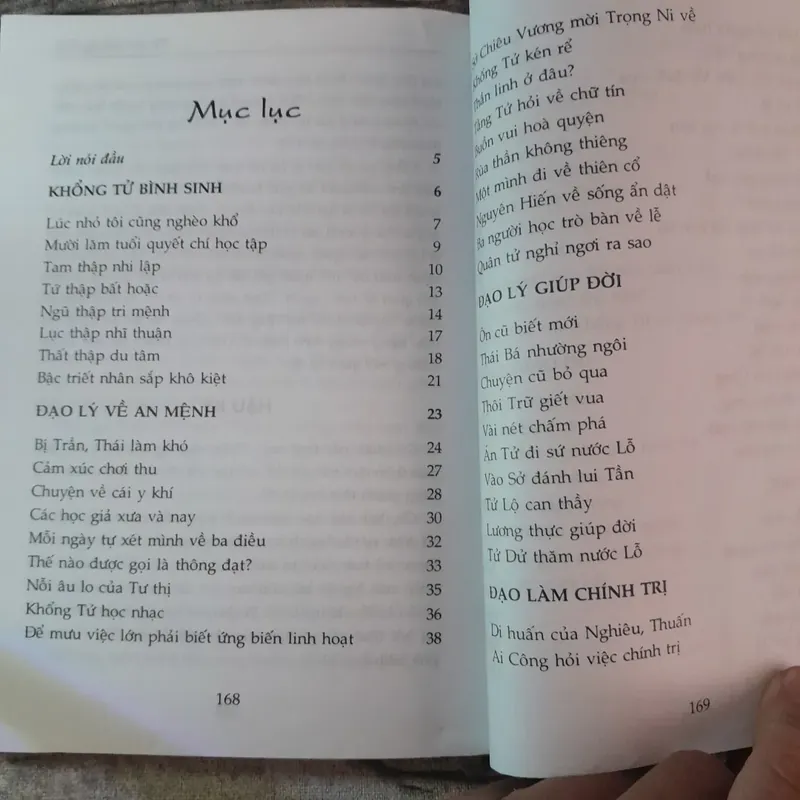 Mục lục
Lời nói đầu 5
KHỔNG TỬ BÌNH SINH 6
Lúc nhỏ tôi cũng nghèo khổ 7
Mười lăm tuổi quyết chí học tập 9
Tam thập nhi lập 10
Tứ thập bất hoặc 13
Ngũ thập tri mệnh 14
Lục thập nhĩ thuận 17
Thất thập du tâm 18
Bậc triết nhân sắp khô kiệt 21
ĐẠO LÝ VỀ AN MỆNH 23
Bị Trần, Thái làm khó 24
Cảm xúc chơi thu 27
Chuyện về cái y khí 28
Các học giả xưa và nay 30
Mỗi ngày tự xét mình về ba điều 32
Thế nào được gọi là thông đạt? 33
Nỗi âu lo của Tư thị 35
Khổng Tử học nhạc 36
Để mưu việc lớn phải biết ứng biến linh hoạt 38
168
Sở Chiêu Vương mời Trọng Ni về
Khổng Tử kén rể
Thần linh ở đâu?
Tăng Tử hỏi về chữ tín
Buồn vui hoà quyện
Rùa thần không thiêng
Một mình đi về thiên cổ
Nguyên Hiến về sống ẩn dật
Ba người học trò bàn về lễ
Quân tử nghỉ ngơi ra sao
ĐẠO LÝ GIÚP ĐỜI
Ôn cũ biết mới
Thái Bá nhường ngôi
Chuyện cũ bỏ qua
Thôi Trữ giết vua
Vài nét chấm phá
Án Tử đi sứ nước Lỗ
Vào Sở đánh lui Tần
Tử Lộ can thầy
Lương thực giúp đời
Tử Dử thăm nước Lỗ
ĐẠO LÀM CHÍNH TRỊ
Di huấn của Nghiêu, Thuấn
Ai Công hỏi việc chính trị
169